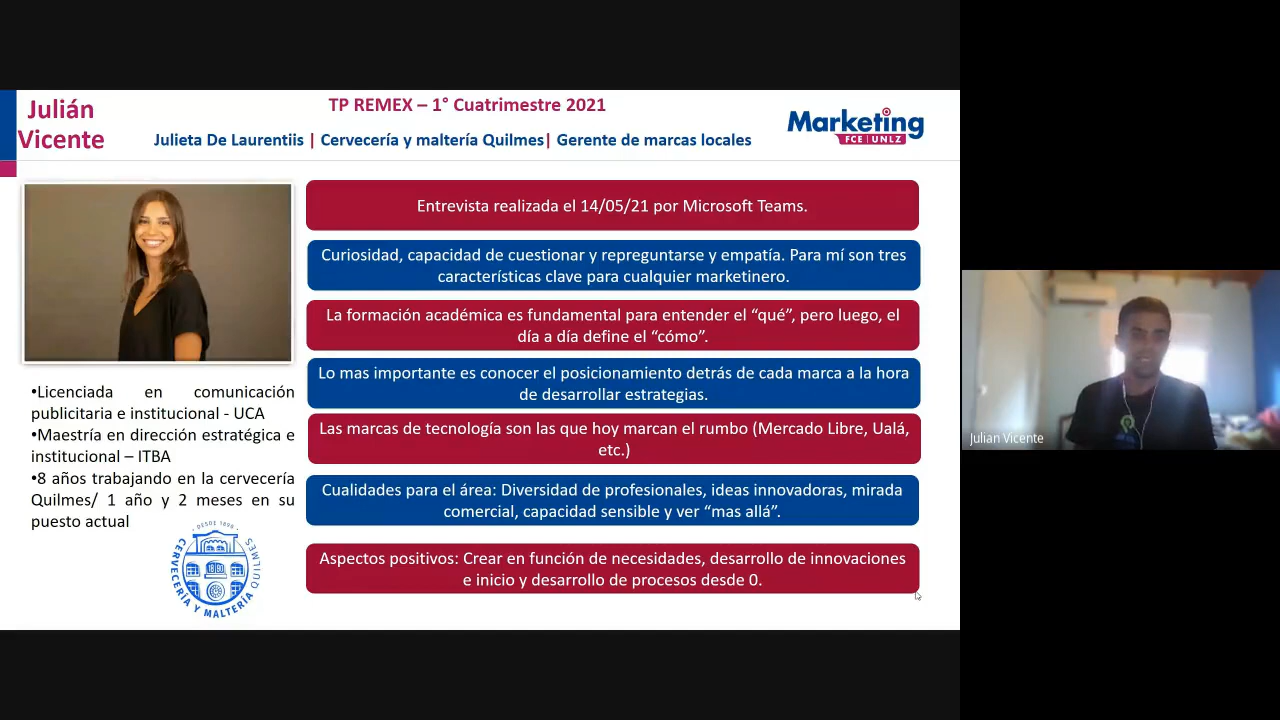 Julián
Vicente
TP REMEX – 1° Cuatrimestre 2021
Julieta De Laurentiis | Cervecería y maltería Quilmes| Gerente de marcas locales
Marketing
FCE | UNLZ
•Licenciada en comunicación
publicitaria e institucional - UCA
•Maestría en dirección estratégica e
institucional – ITBA
•8 años trabajando en la cervecería
Quilmes/ 1 año y 2 meses en su
puesto actual
DESDE 1890
CERVECERÍA Y MALTERÍA QUILMES
1890
Entrevista realizada el 14/05/21 por Microsoft Teams.
Curiosidad, capacidad de cuestionar y repreguntarse y empatía. Para mí son tres
características clave para cualquier marketinero.
La formación académica es fundamental para entender el “qué”, pero luego, el
día a día define el “cómo”.
Lo mas importante es conocer el posicionamiento detrás de cada marca a la hora
de desarrollar estrategias.
Las marcas de tecnología son las que hoy marcan el rumbo (Mercado Libre, Ualá,
etc.)
Cualidades para el área: Diversidad de profesionales, ideas innovadoras, mirada
comercial, capacidad sensible y ver “mas allá”.
Aspectos positivos: Crear en función de necesidades, desarrollo de innovaciones
e inicio y desarrollo de procesos desde 0.
Julian Vicente